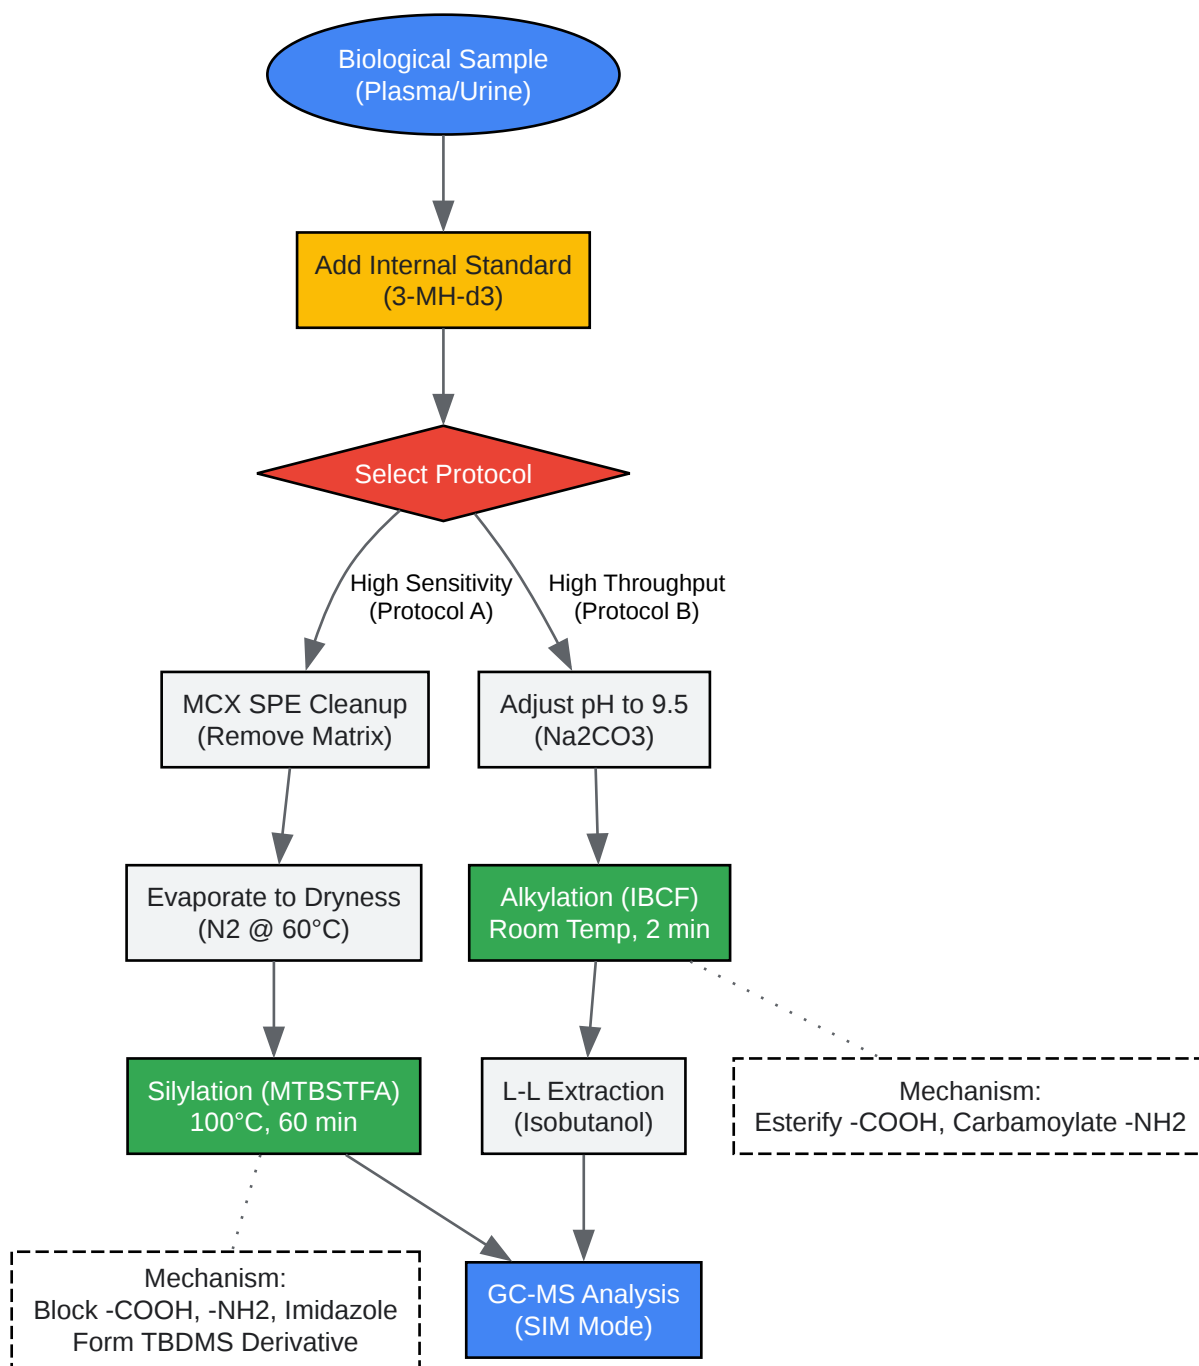 Biological Sample
(Plasma/Urine)
Add Internal Standard
(3-MH-d3)
Select Protocol
High Sensitivity
(Protocol A)
High Throughput
(Protocol B)
MCX SPE Cleanup
(Remove Matrix)
Adjust pH to 9.5
(Na2CO3)
Evaporate to Dryness
(N2 @ 60°C)
Alkylation (IBCF)
Room Temp, 2 min
Silylation (MTBSTFA)
100°C, 60 min
L-L Extraction
(Isobutanol)
Mechanism:
Esterify -COOH, Carbamoylate -NH2
Mechanism:
Block -COOH, -NH2, Imidazole
Form TBDMS Derivative
GC-MS Analysis
(SIM Mode)